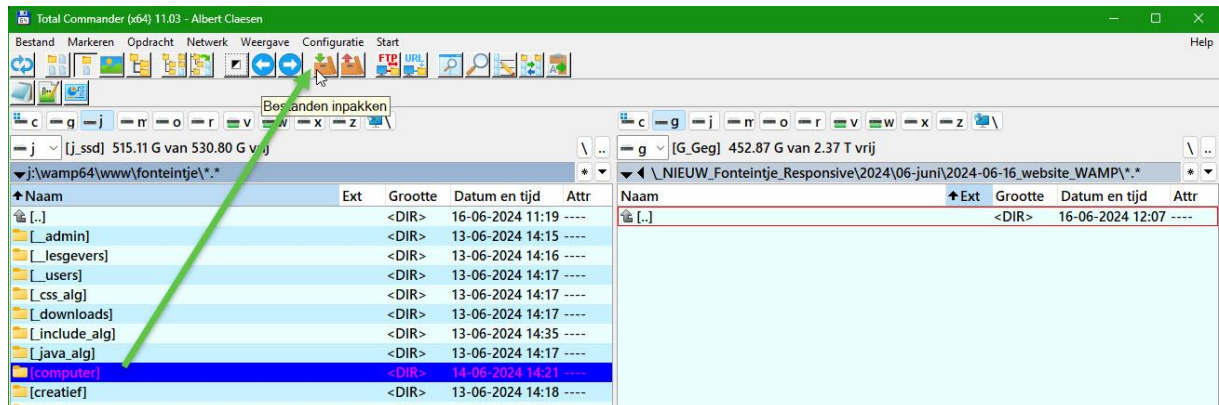 Total Commander (x64) 11.03 - Albert Claesen
Bestand Markeren Opdracht Netwerk Weergave Configuratie Start Help
FTP URL
Bestanden inpakken
c g j m o r v w x z \ c g j m o r v w x z \
j [j_ssd] 515.11 G van 530.80 G vrij \ .. g [G_Geg] 452.87 G van 2.37 T vrij \ ..
j:\wamp64\www\fonteintje\*.* * \_NIEUW_Fonteintje_Responsive\2024\06-juni\2024-06-16_website_WAMP\*.* *
Naam Ext Grootte Datum en tijd Attr Naam Ext Grootte Datum en tijd Attr
[..] <DIR> 16-06-2024 11:19 ---- [..] <DIR> 16-06-2024 12:07 ----
[__admin] <DIR> 13-06-2024 14:15 ----
[__lesgevers] <DIR> 13-06-2024 14:16 ----
[__users] <DIR> 13-06-2024 14:17 ----
[_css_alg] <DIR> 13-06-2024 14:17 ----
[_downloads] <DIR> 13-06-2024 14:17 ----
[_include_alg] <DIR> 13-06-2024 14:35 ----
[_java_alg] <DIR> 13-06-2024 14:17 ----
[computer] <DIR> 14-06-2024 14:21 ----
[creatief] <DIR> 13-06-2024 14:18 ----